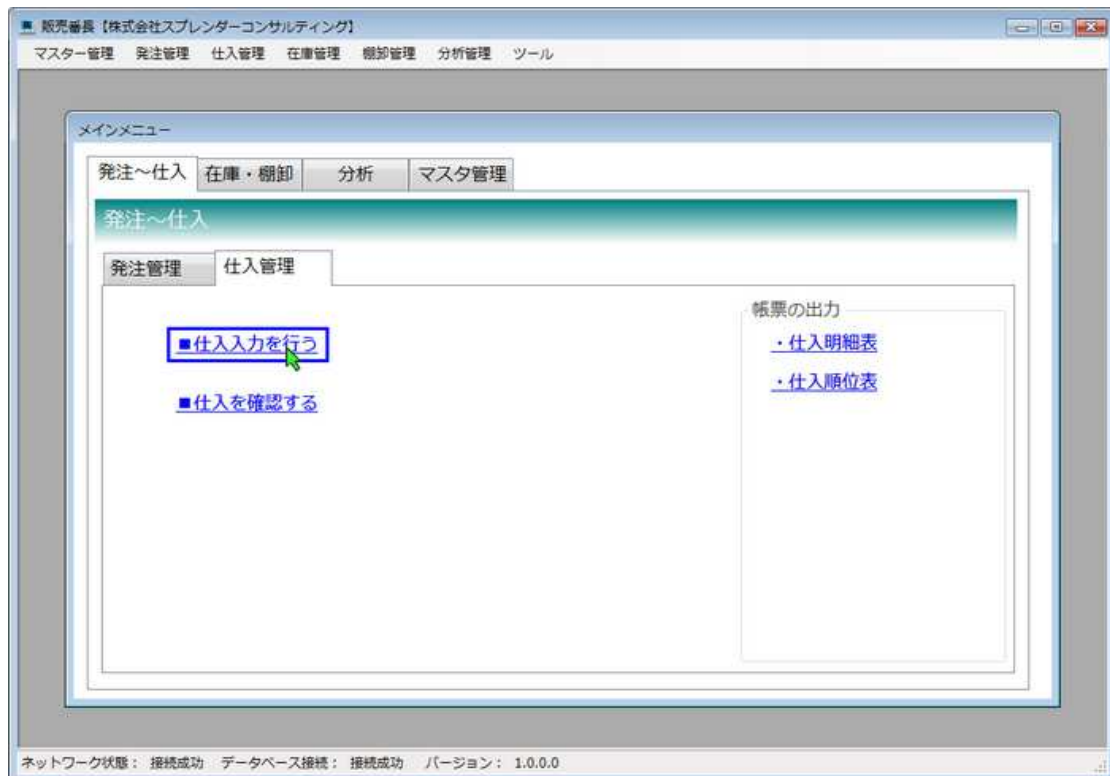 販売番長【株式会社スプレンダーコンサルティング】
マスター管理 発注管理 仕入管理 在庫管理 棚卸管理 分析管理 ツール
メインメニュー
発注~仕入 在庫・棚卸 分析 マスタ管理
発注~仕入
発注管理 仕入管理
帳票の出力
■仕入入力を行う
・仕入明細表
・仕入順位表
■仕入を確認する
ネットワーク状態: 接続成功 データベース接続: 接続成功 バージョン: 1.0.0.0